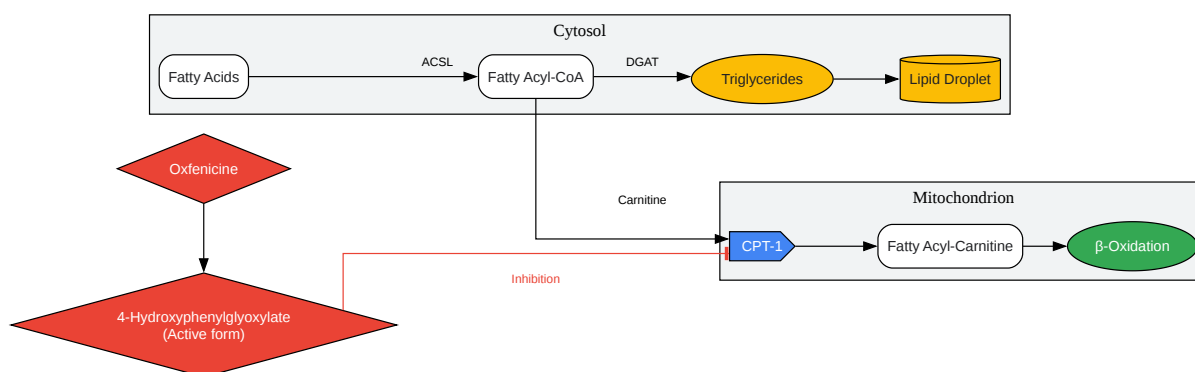 Cytosol
Fatty Acids
ACSL
Fatty Acyl-CoA
DGAT
Triglycerides
Lipid Droplet
Oxfenicine
Carnitine
Mitochondrion
CPT-1
Fatty Acyl-Carnitine
β-Oxidation
Inhibition
4-Hydroxyphenylglyoxylate
(Active form)